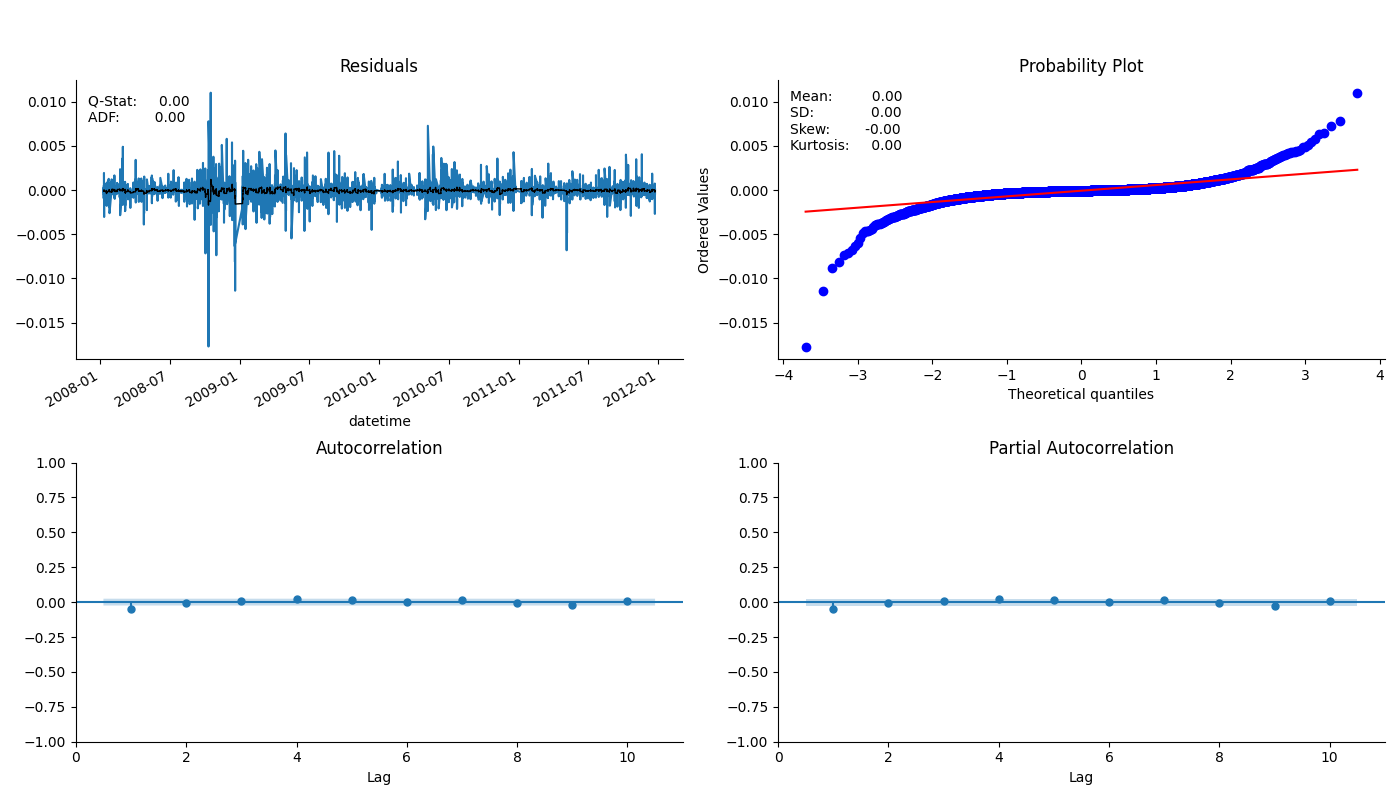 Residuals
Q-Stat: 0.00
ADF: 0.00
0.010
0.005
0.000
−0.005
−0.010
−0.015
2008-01 2008-07 2009-01 2009-07 2010-01 2010-07 2011-01 2011-07 2012-01
datetime
Probability Plot
Mean: 0.00
SD: 0.00
Skew: -0.00
Kurtosis: 0.00
Ordered Values
0.010
0.005
0.000
−0.005
−0.010
−0.015
−4 −3 −2 −1 0 1 2 3 4
Theoretical quantiles
Autocorrelation
1.00
0.75
0.50
0.25
0.00
−0.25
−0.50
−0.75
−1.00
0 2 4 6 8 10
Lag
Partial Autocorrelation
1.00
0.75
0.50
0.25
0.00
−0.25
−0.50
−0.75
−1.00
0 2 4 6 8 10
Lag